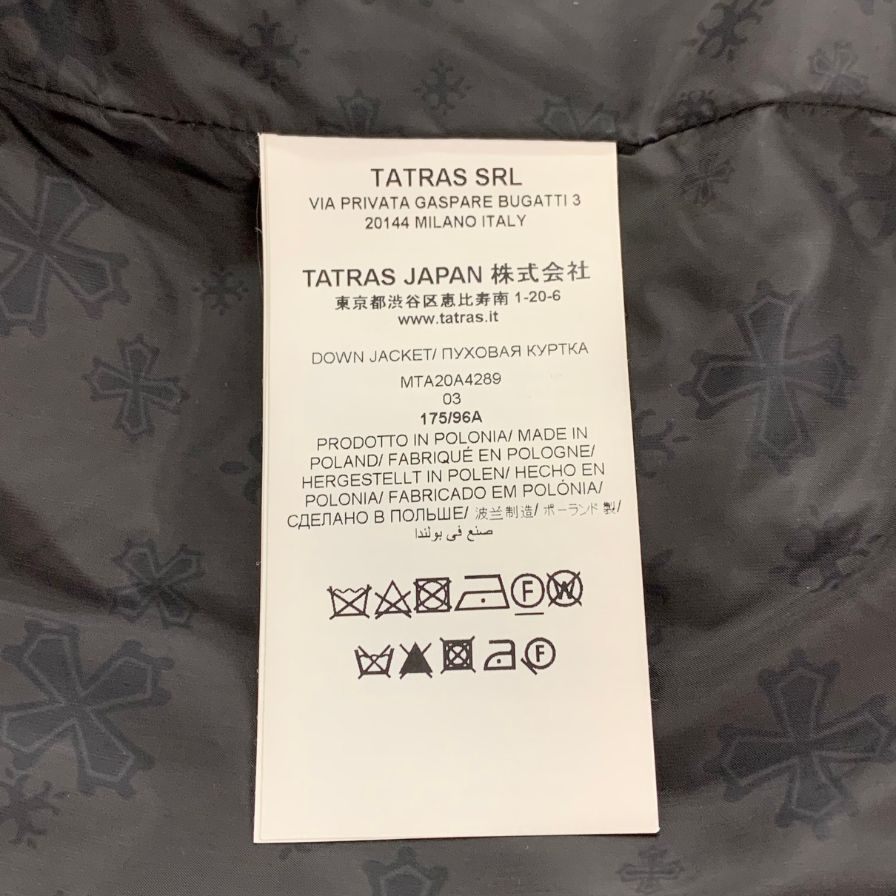 TATRAS SRL
VIA PRIVATA GASPARE BUGATTI 3
20144 MILANO ITALY
TATRAS JAPAN 株式会社
東京都渋谷区恵比寿南 1-20-6
www.tatras.it
DOWN JACKET/ ПУХОВАЯ КУРТКА
MTA20A4289
03
175/96A
PRODOTTO IN POLONIA/ MADE IN
POLAND/ FABRIQUÉ EN POLOGNE/
HERGESTELLT IN POLEN/ HECHO EN
POLONIA/ FABRICADO EM POLÓNIA/
СДЕЛАНО В ПОЛЬШЕ/ 波兰制造/ ポーランド 製/
صنع في بولندا
F W
F